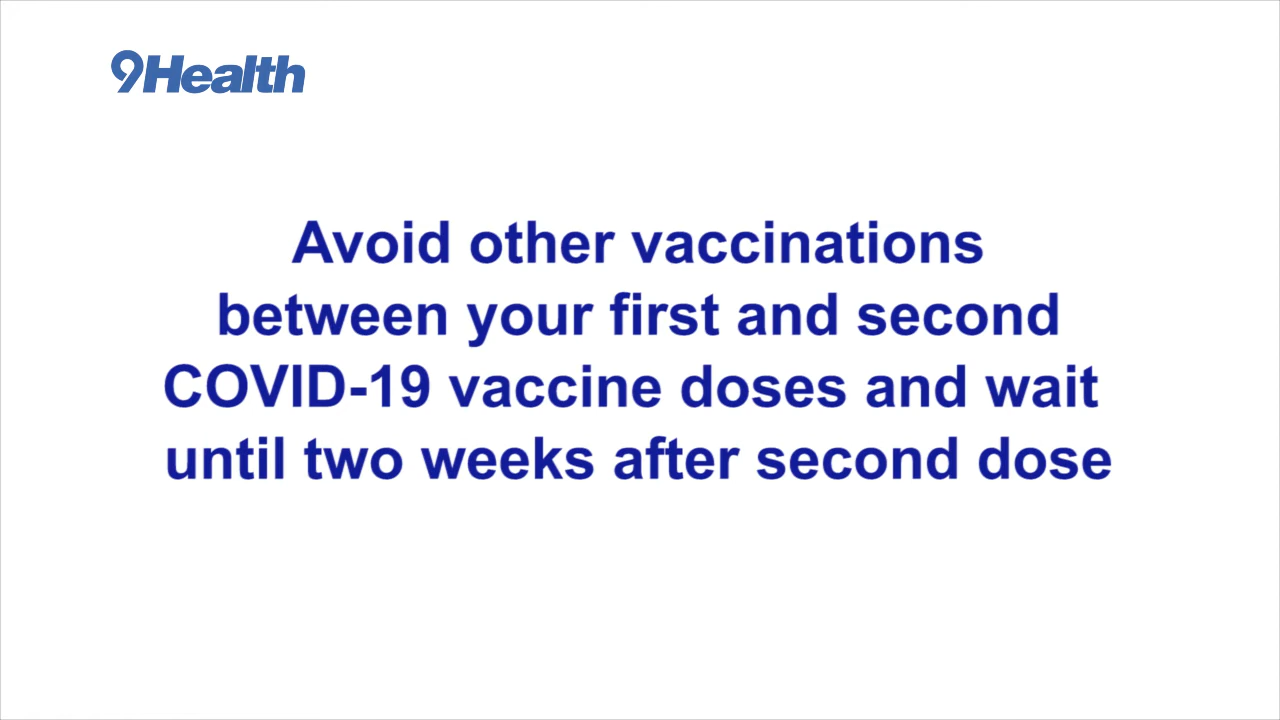 9Health
Avoid other vaccinations
between your first and second
COVID-19 vaccine doses and wait
until two weeks after second dose